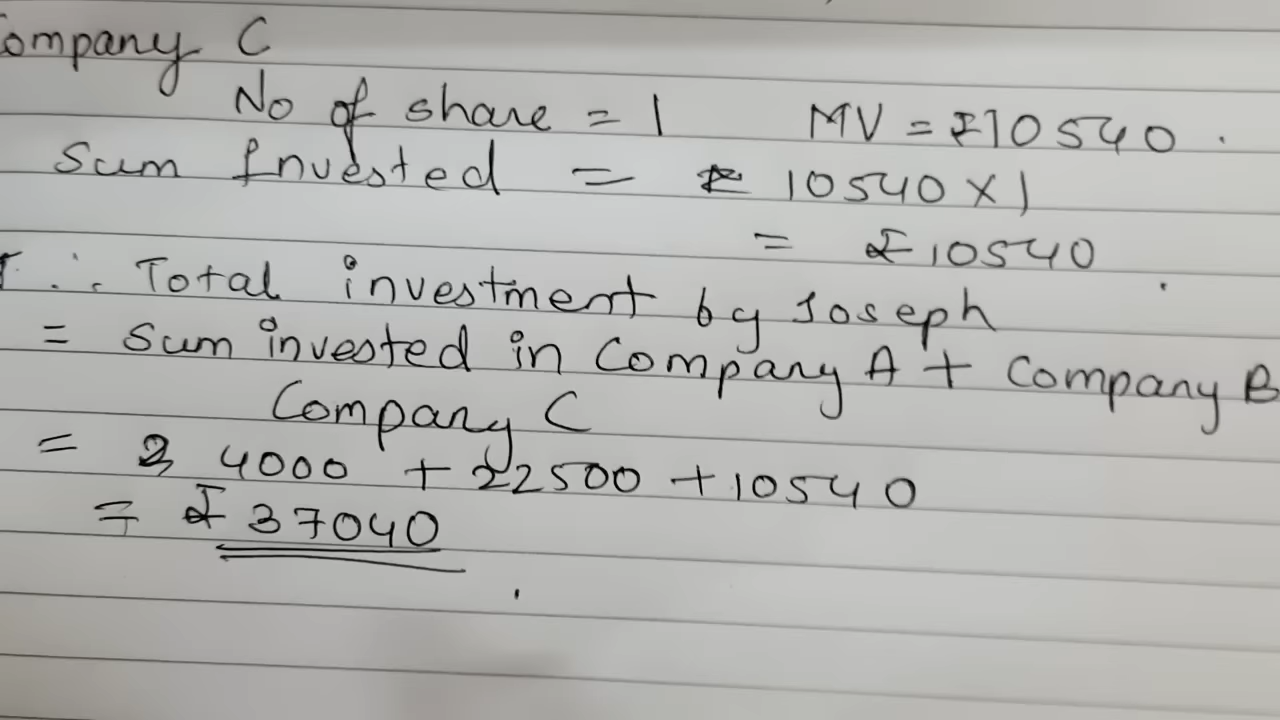 ompany C
No of share = 1 MV = ₹10540.
Sum Invested = ₹ 10540 × 1
= ₹10540
∴ Total investment by Joseph
= Sum invested in Company A + Company B
Company C
= ₹ 4000 + 22500 + 10540
= ₹ 37040